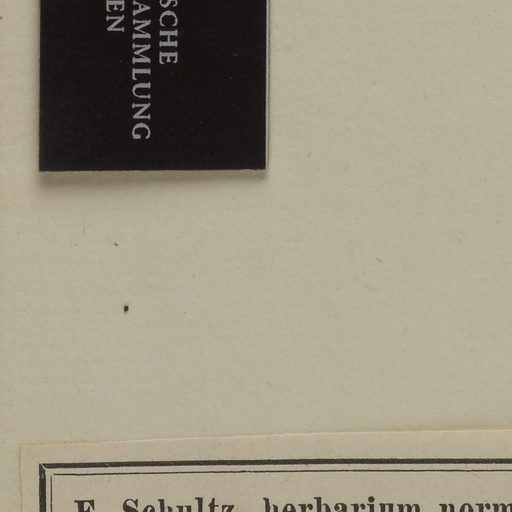 SCHE
AMMLUNG
EN
F. Schultz, herbarium norm